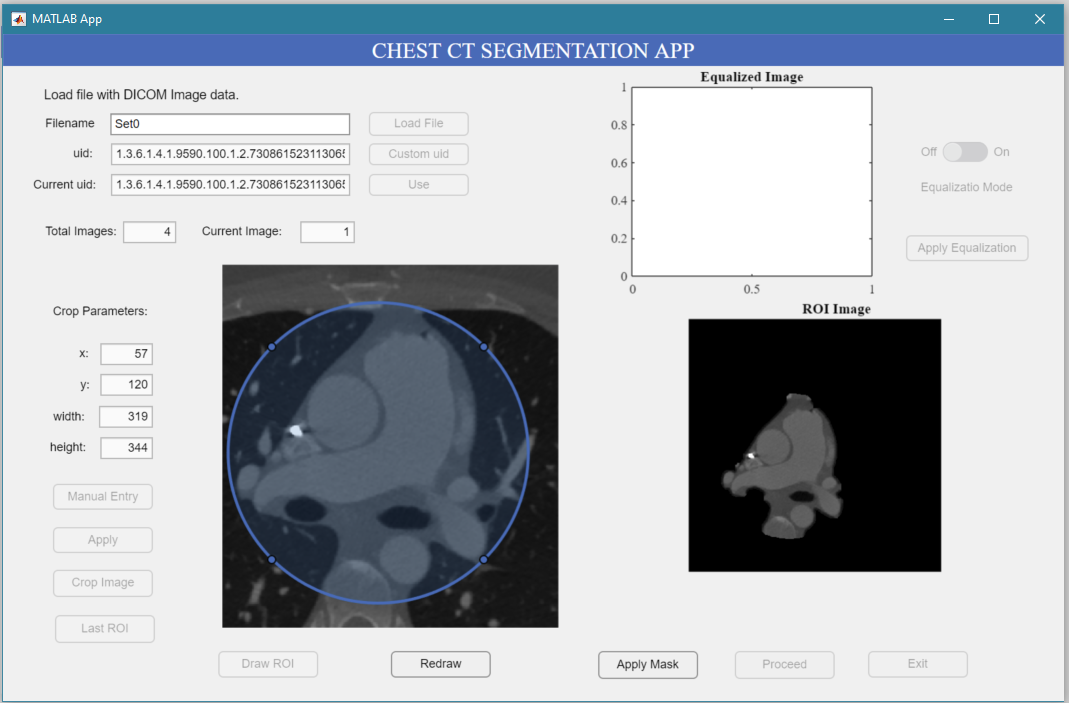 MATLAB App
CHEST CT SEGMENTATION APP
Load file with DICOM Image data.
Filename Set0 Load File
uid: 1.3.6.1.4.1.9590.100.1.2.730861523113065 Custom uid
Current uid: 1.3.6.1.4.1.9590.100.1.2.730861523113065 Use
Total Images: 4 Current Image: 1
Equalized Image
1
0.8
0.6
0.4
0.2
0
0 0.5 1
Off On
Equalizatio Mode
Apply Equalization
Crop Parameters:
x: 57
y: 120
width: 319
height: 344
Manual Entry
Apply
Crop Image
Last ROI
ROI Image
Draw ROI Redraw Apply Mask Proceed Exit